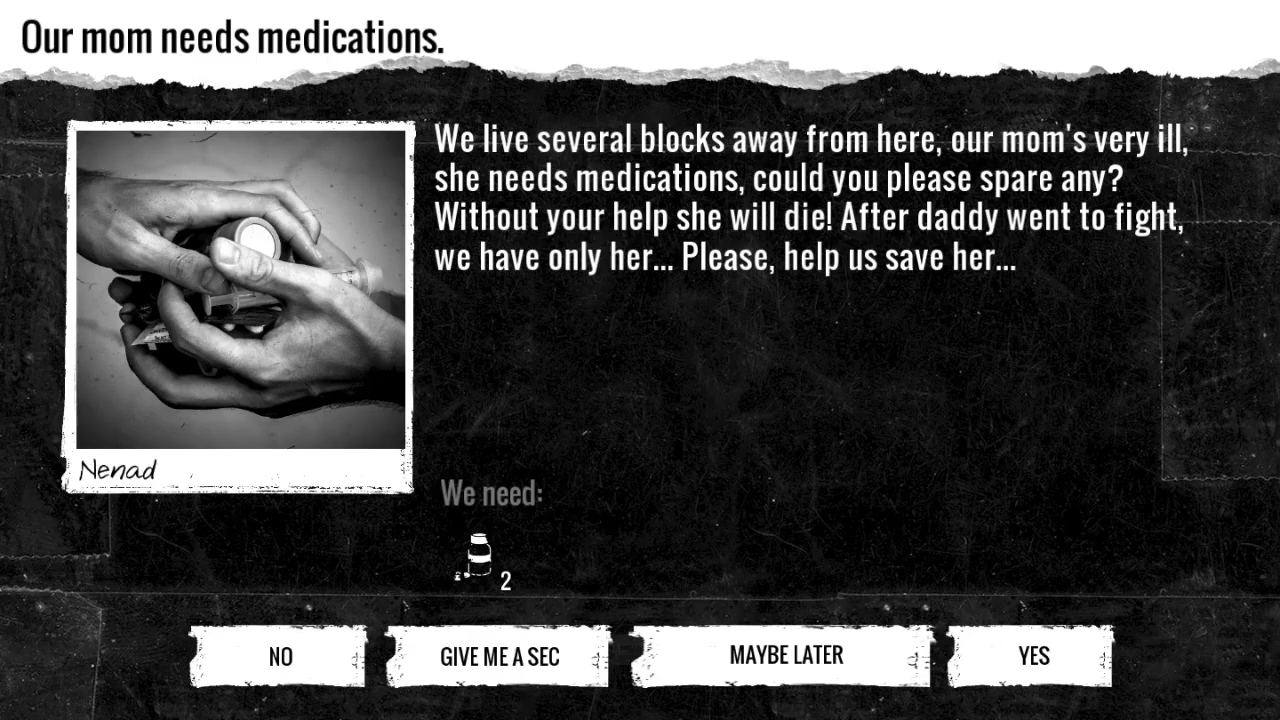 Our mom needs medications.
We live several blocks away from here, our mom's very ill,
she needs medications, could you please spare any?
Without your help she will die! After daddy went to fight,
we have only her... Please, help us save her...
Nenad
We need:
2
NO
GIVE ME A SEC
MAYBE LATER
YES